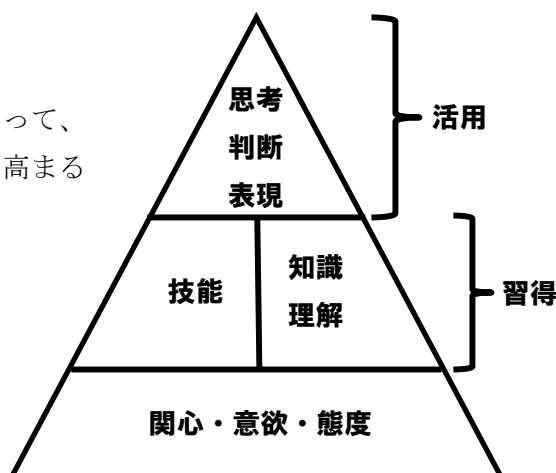 思考
って、
活用
判断
高まる
表現
知識
技能
習得
理解
関心・意欲・態度